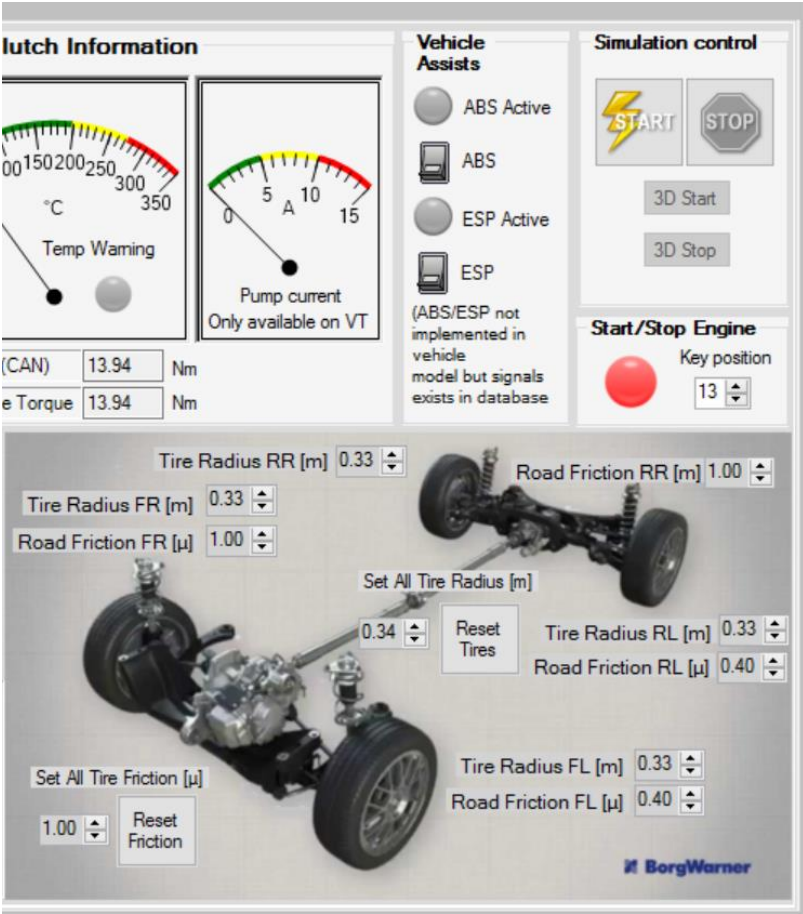 lutch Information
Vehicle
Assists
Simulation control
ABS Active
ABS
ESP Active
ESP
(ABS/ESP not
implemented in
vehicle
model but signals
exists in database
START
STOP
3D Start
3D Stop
Start/Stop Engine
Key position
13
00 150 200 250 300 350
°C
Temp Warning
0 5 10 15
A
Pump current
Only available on VT
(CAN) 13.94 Nm
e Torque 13.94 Nm
Tire Radius RR [m] 0.33
Road Friction RR [m] 1.00
Tire Radius FR [m] 0.33
Road Friction FR [µ] 1.00
Set All Tire Radius [m]
0.34
Reset
Tires
Tire Radius RL [m] 0.33
Road Friction RL [µ] 0.40
Tire Radius FL [m] 0.33
Road Friction FL [µ] 0.40
Set All Tire Friction [µ]
1.00
Reset
Friction
BorgWarner